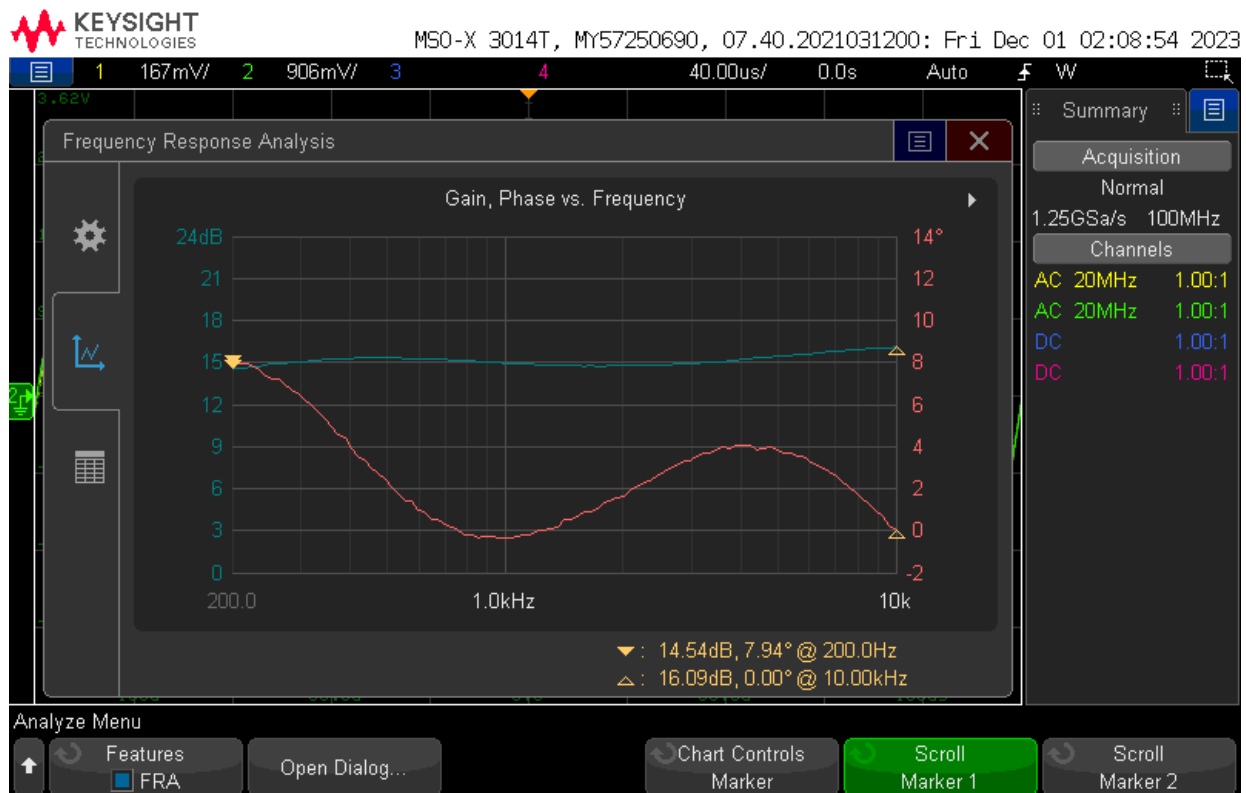 KEYSIGHT
TECHNOLOGIES
MSO-X 3014T, MY57250690, 07.40.2021031200: Fri Dec 01 02:08:54 2023
1 167mV/ 2 906mV/ 3 4 40.00us/ 0.0s Auto W
3.62V
Summary
Frequency Response Analysis
Acquisition
Normal
1.25GSa/s 100MHz
Channels
AC 20MHz 1.00:1
AC 20MHz 1.00:1
DC 1.00:1
DC 1.00:1
Gain, Phase vs. Frequency
24dB 14°
21 12
18 10
15 8
12 6
9 4
6 2
3 0
0 -2
200.0 1.0kHz 10k
2
: 14.54dB, 7.94° @ 200.0Hz
: 16.09dB, 0.00° @ 10.00kHz
Analyze Menu
Features
FRA
Open Dialog...
Chart Controls
Marker
Scroll
Marker 1
Scroll
Marker 2